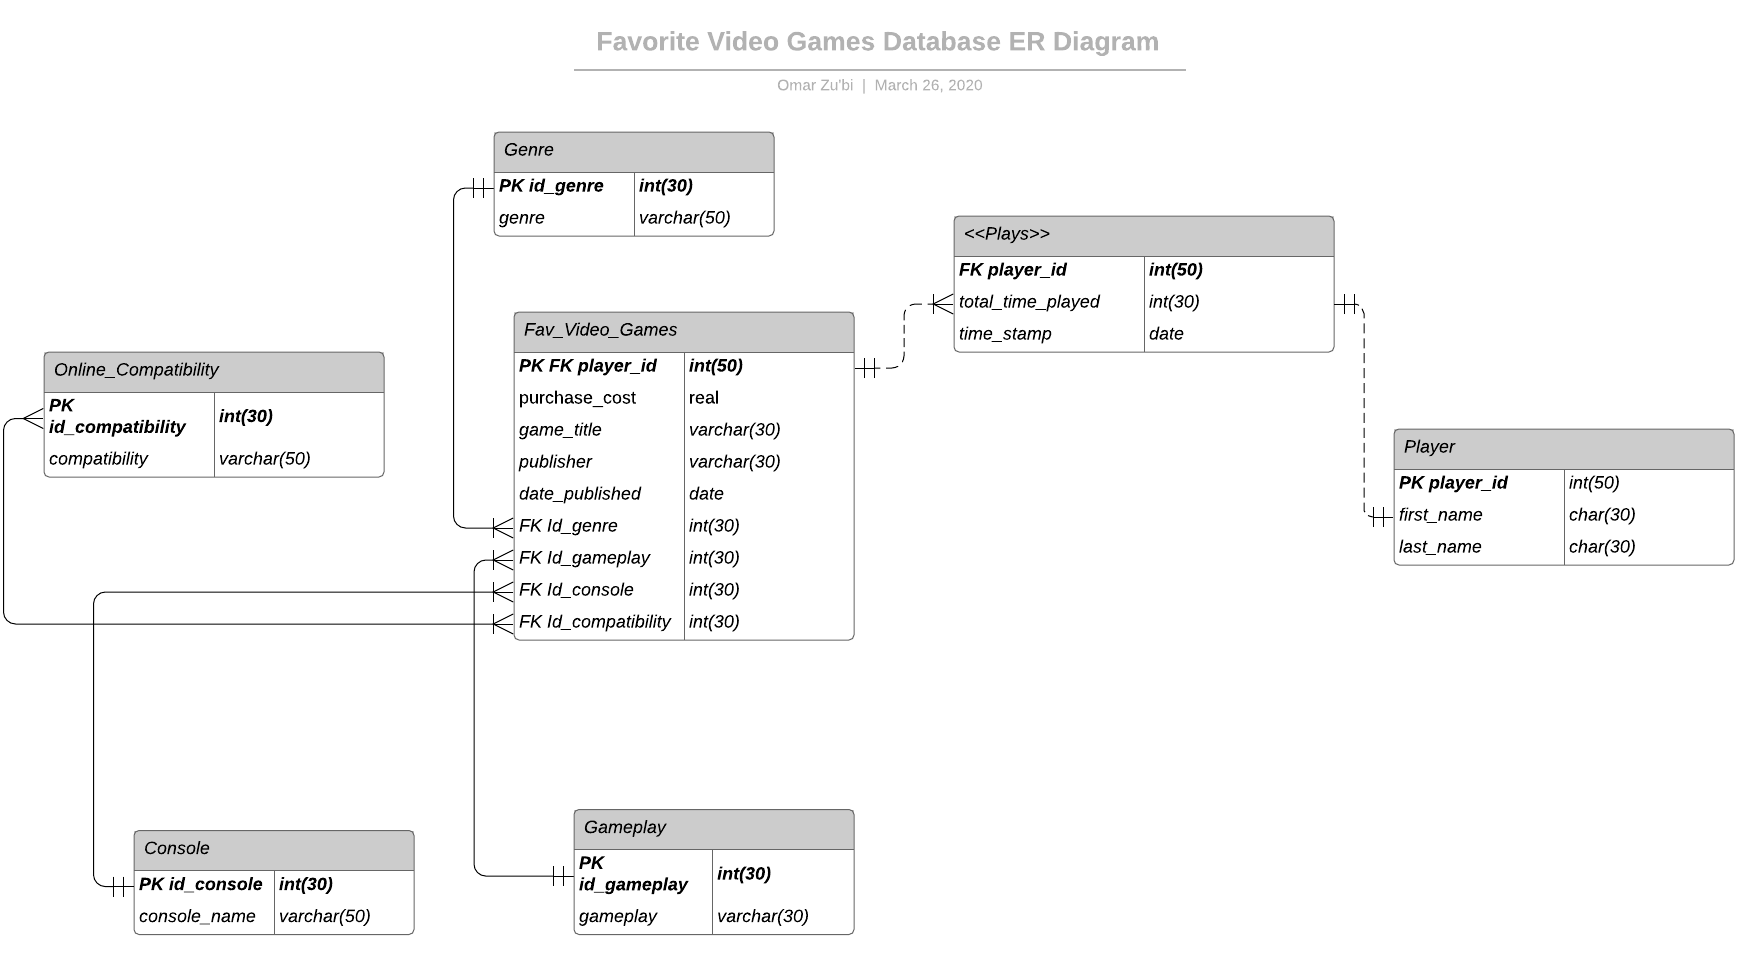 Favorite Video Games Database ER Diagram
Omar Zu'bi | March 26, 2020
Genre
PK id_genre int(30)
genre varchar(50)
<<Plays>>
FK player_id int(50)
total_time_played int(30)
time_stamp date
Fav_Video_Games
PK FK player_id int(50)
purchase_cost real
game_title varchar(30)
publisher varchar(30)
date_published date
FK Id_genre int(30)
FK Id_gameplay int(30)
FK Id_console int(30)
FK Id_compatibility int(30)
Online_Compatibility
PK
id_compatibility int(30)
compatibility varchar(50)
Player
PK player_id int(50)
first_name char(30)
last_name char(30)
Console
PK id_console int(30)
console_name varchar(50)
Gameplay
PK
id_gameplay int(30)
gameplay varchar(30)